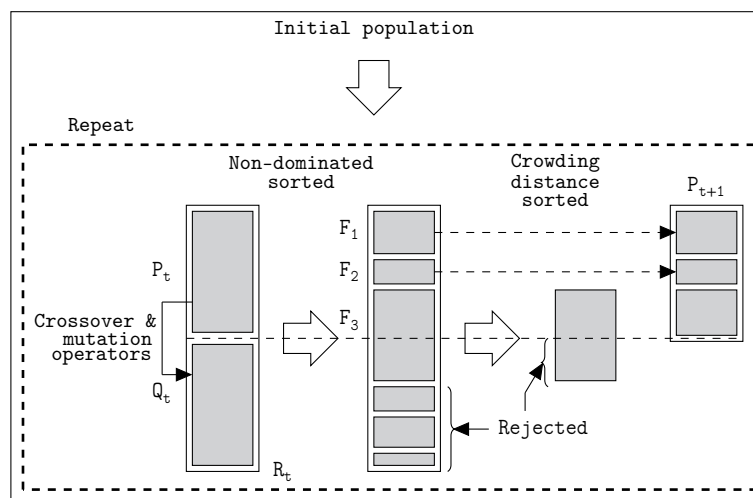 Initial population
Repeat
Non-dominated
sorted
Crowding
distance
sorted
P_{t+1}
F_1
F_2
P_t
F_3
Crossover &
mutation
operators
Q_t
Rejected
R_t